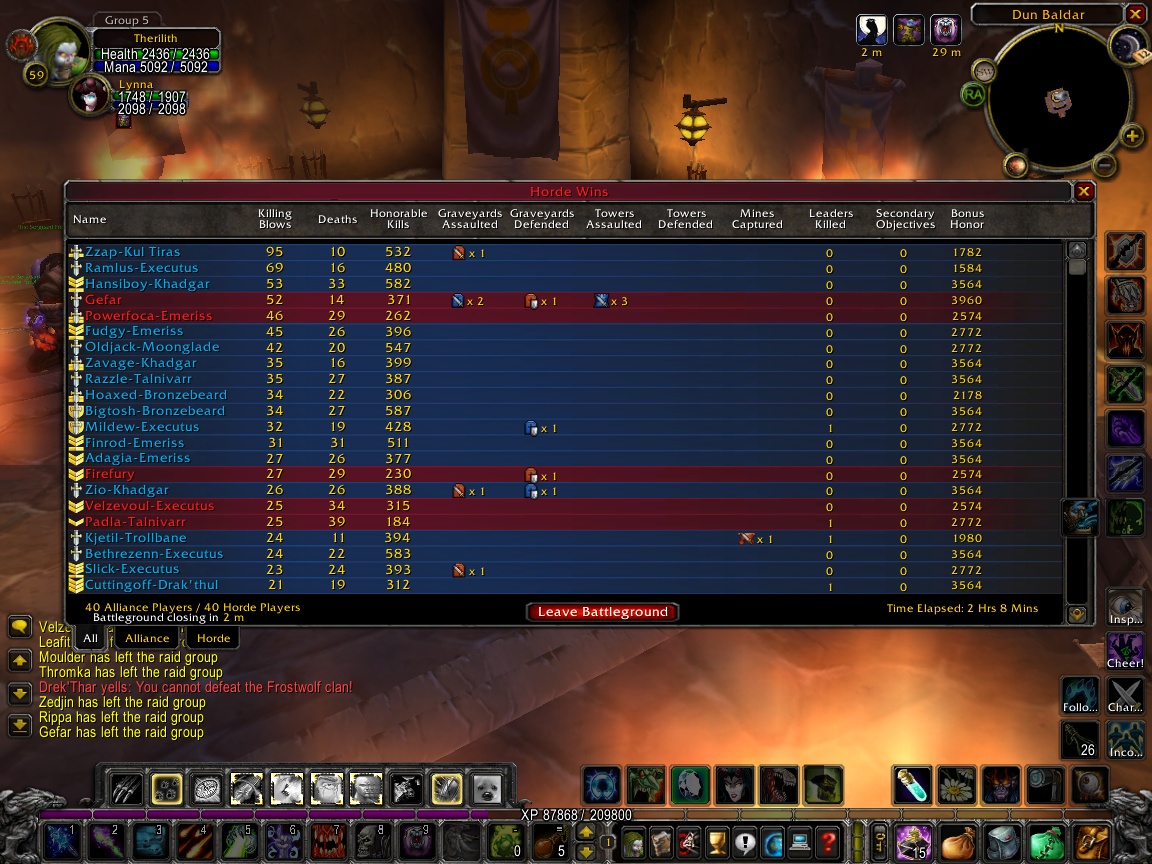 Group 5
Therilith
Health 2436 / 2436
Mana 5092 / 5092
59
Lynna
1748 / 1907
2098 / 2098
2 m
29 m
Dun Baldar
N
SW
RA
Horde Wins
Name Killing Blows Deaths Honorable Kills Graveyards Assaulted Graveyards Defended Towers Assaulted Towers Defended Mines Captured Leaders Killed Secondary Objectives Bonus Honor
Zzap-Kul Tiras 95 10 532 x 1 0 0 1782
Ramlus-Executus 69 16 480 0 0 1584
Hansiboy-Khadgar 53 33 582 0 0 3564
Gefar 52 14 371 x 2 x 1 x 3 0 0 3960
Powerfoca-Emeriss 46 29 262 0 0 2574
Fudgy-Emeriss 45 26 396 0 0 2772
Oldjack-Moonglade 42 20 547 0 0 2772
Zavage-Khadgar 35 16 399 0 0 3564
Razzle-Talnivarr 35 27 387 0 0 3564
Hoaxed-Bronzebeard 34 22 306 0 0 2178
Bigtosh-Bronzebeard 34 27 587 0 0 3564
Mildew-Executus 32 19 428 x 1 1 0 2772
Finrod-Emeriss 31 31 511 0 0 3564
Adagia-Emeriss 27 26 377 0 0 3564
Firefury 27 29 230 x 1 0 0 2574
Zio-Khadgar 26 26 388 x 1 x 1 0 0 3564
Velzevoul-Executus 25 34 315 0 0 2574
Padla-Talnivarr 25 39 184 1 0 2772
Kjetil-Trollbane 24 11 394 x 1 1 0 1980
Bethrezenn-Executus 24 22 583 0 0 3564
Slick-Executus 23 24 393 x 1 0 0 2772
Cuttingoff-Drak'thul 21 19 312 1 0 3564
40 Alliance Players / 40 Horde Players
Battleground closing in 2 m
Leave Battleground
Time Elapsed: 2 Hrs 8 Mins
All Alliance Horde
Moulder has left the raid group
Thromka has left the raid group
Drek'Thar yells: You cannot defeat the Frostwolf clan!
Zedjin has left the raid group
Rippa has left the raid group
Gefar has left the raid group
Insp...
Cheer!
Follo... Char...
26 Inco...
XP 87868 / 209800
1 2 3 4 5 6 7 8 9 0 =
0 5 1 15